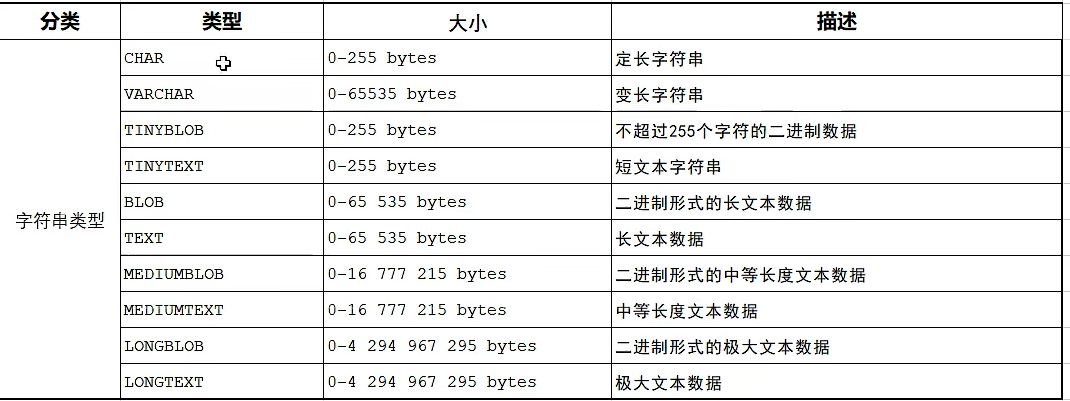 分类 类型 大小 描述
字符串类型
CHAR 0-255 bytes 定长字符串
VARCHAR 0-65535 bytes 变长字符串
TINYBLOB 0-255 bytes 不超过255个字符的二进制数据
TINYTEXT 0-255 bytes 短文本字符串
BLOB 0-65 535 bytes 二进制形式的长文本数据
TEXT 0-65 535 bytes 长文本数据
MEDIUMBLOB 0-16 777 215 bytes 二进制形式的中等长度文本数据
MEDIUMTEXT 0-16 777 215 bytes 中等长度文本数据
LONGBLOB 0-4 294 967 295 bytes 二进制形式的极大文本数据
LONGTEXT 0-4 294 967 295 bytes 极大文本数据